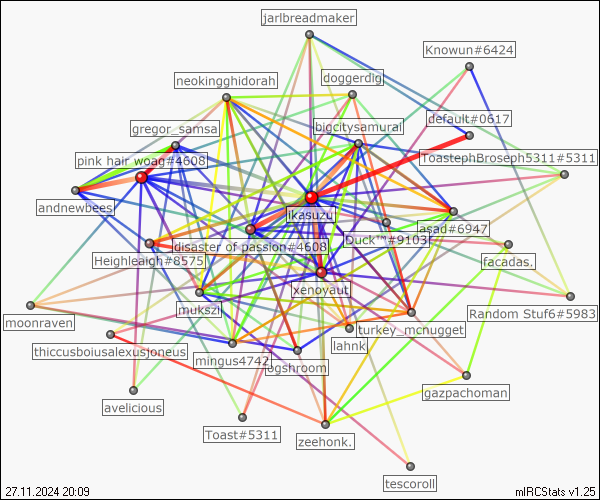 jarlbreadmaker
Knowun#6424
neokingghidorah
doggerdig
default#0617
gregor_samsa
bigcitysamurai
pink hair woag#4608
ToastephBroseph5311#5311
andnewbees
ikasuzu
asad#6947
disaster of passion#4608
Duck™#9103
Heighleaigh#8575
facadas.
xenoyaut
mukszi
Random Stuf6#5983
moonraven
turkey_mcnugget
thiccusboiusalexusjoneus
lahnk
mingus4742
gazpachoman
avelicious
Toast#5311
zeehonk.
tescoroll
27.11.2024 20:09
mIRCStats v1.25